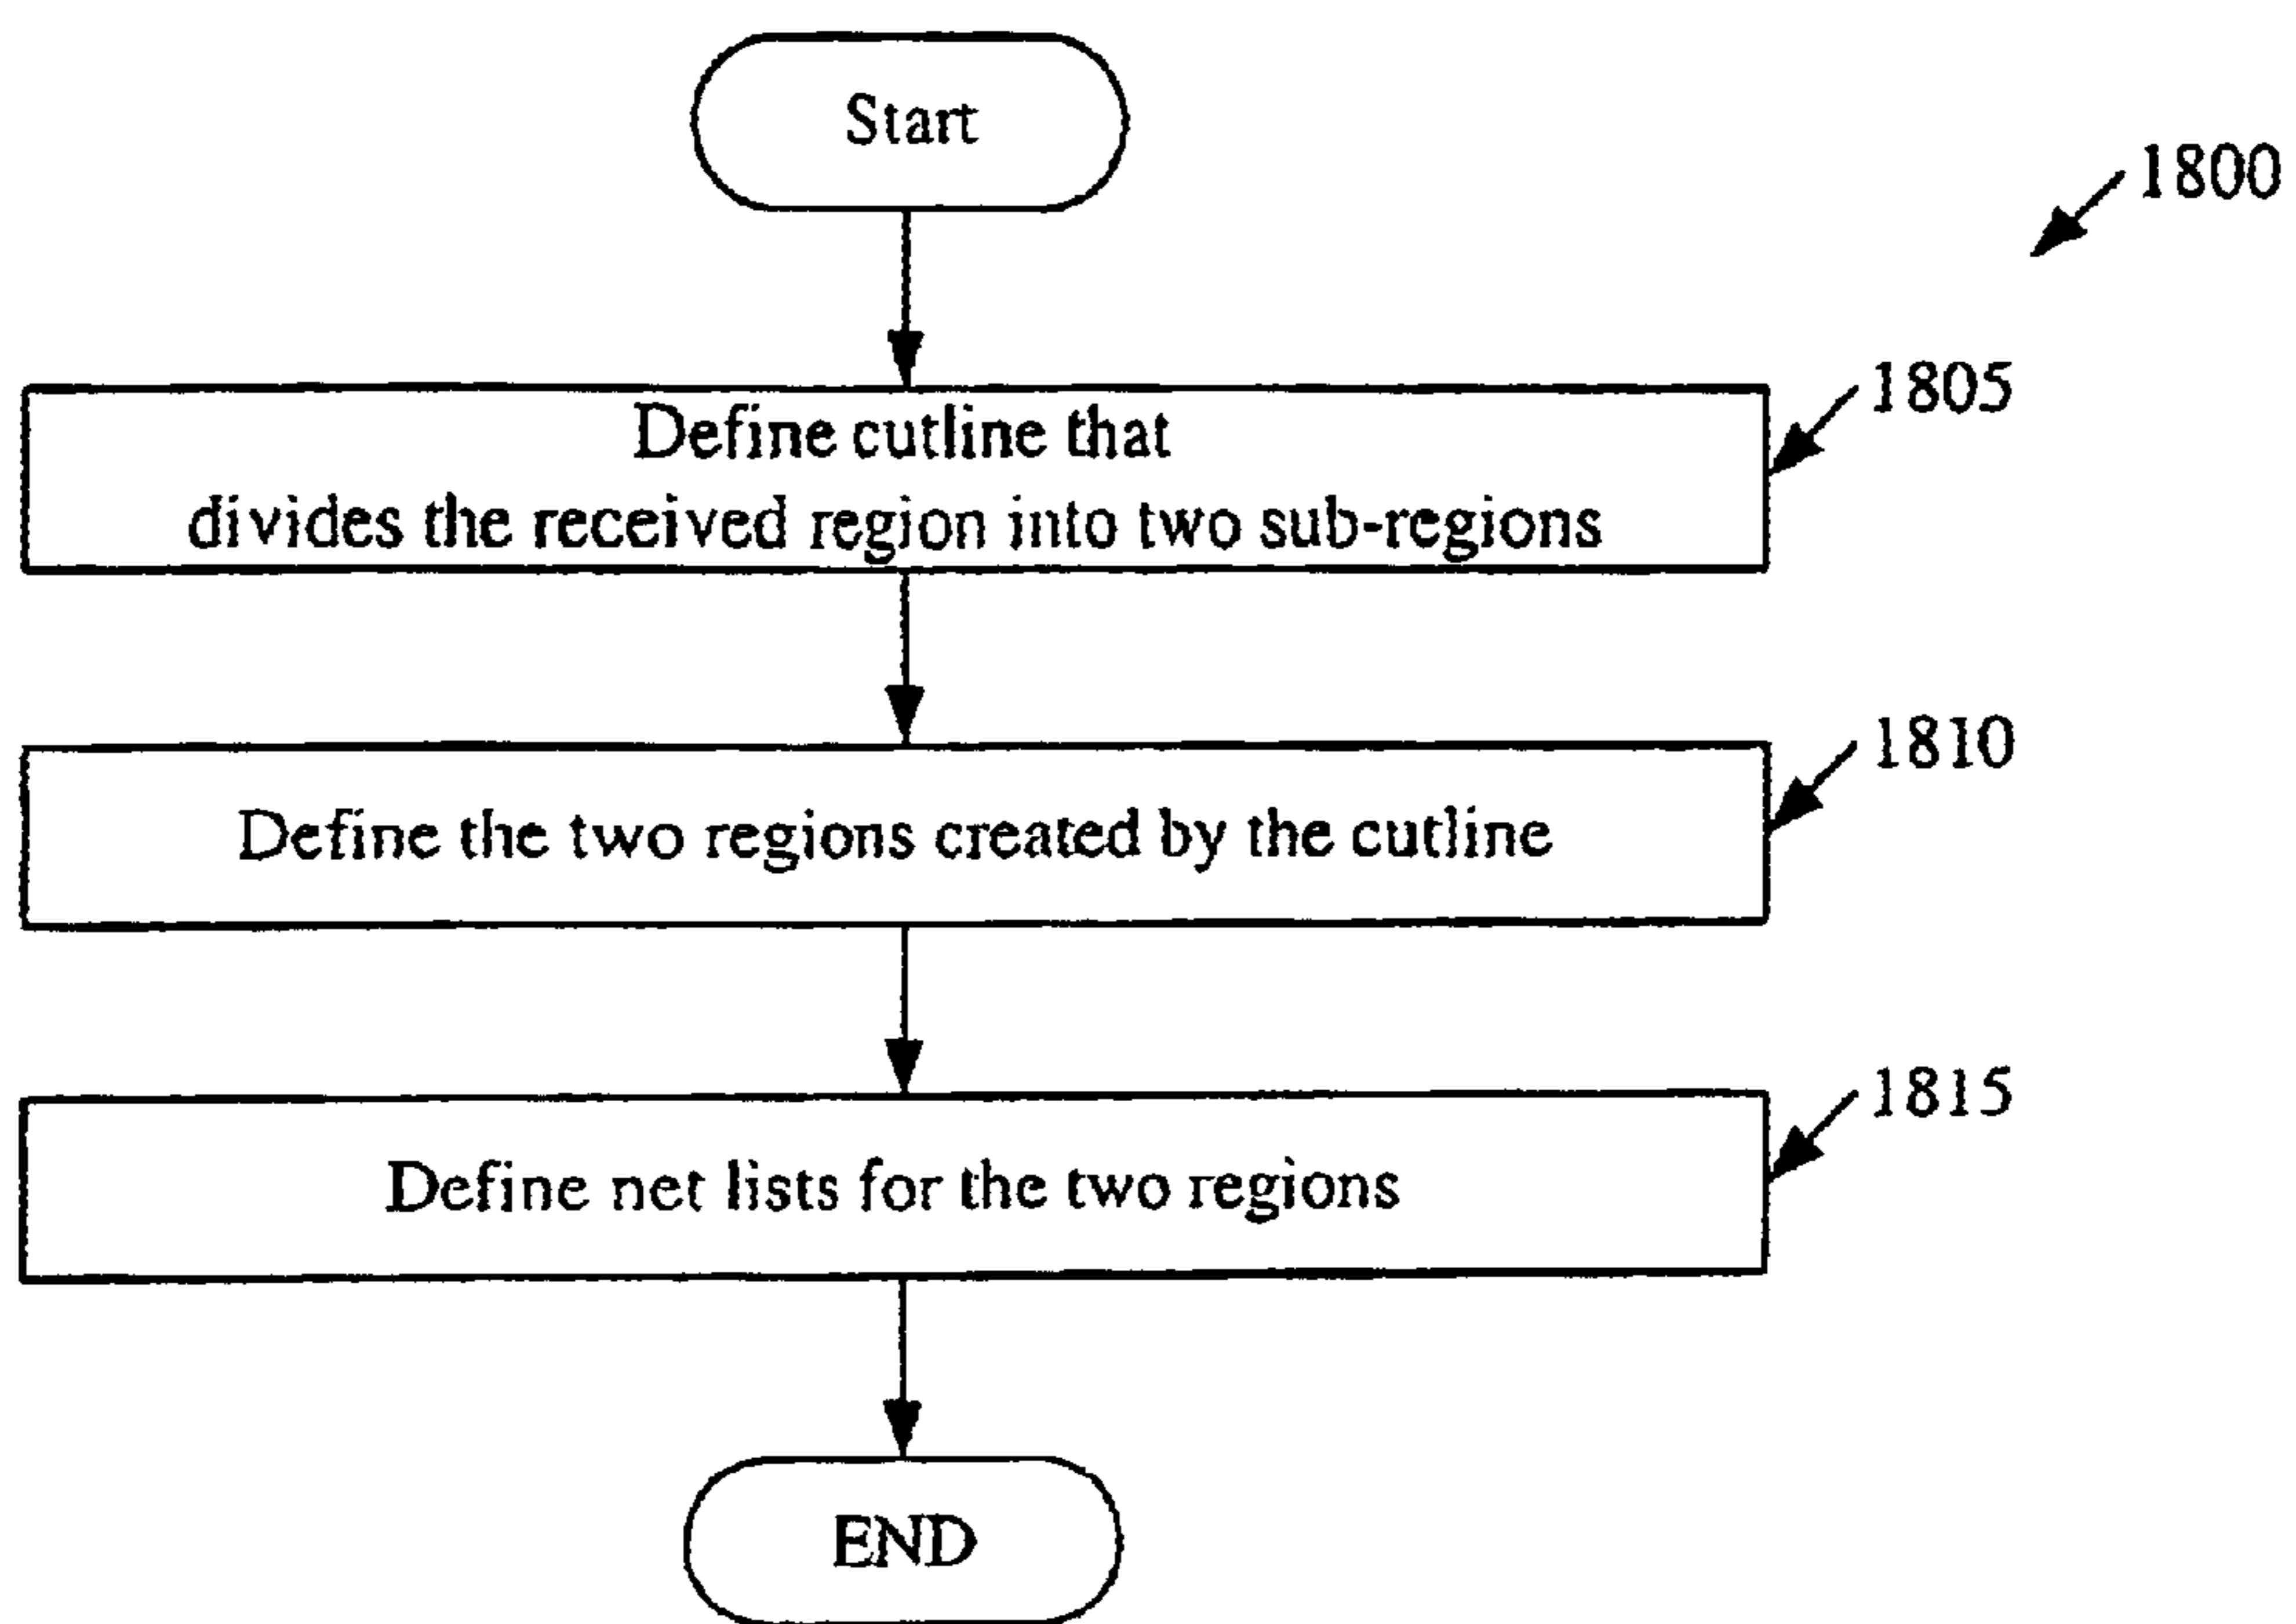 Start
1800
1805
Define cutline that
divides the received region into two sub-regions
1810
Define the two regions created by the cutline
1815
Define net lists for the two regions
END